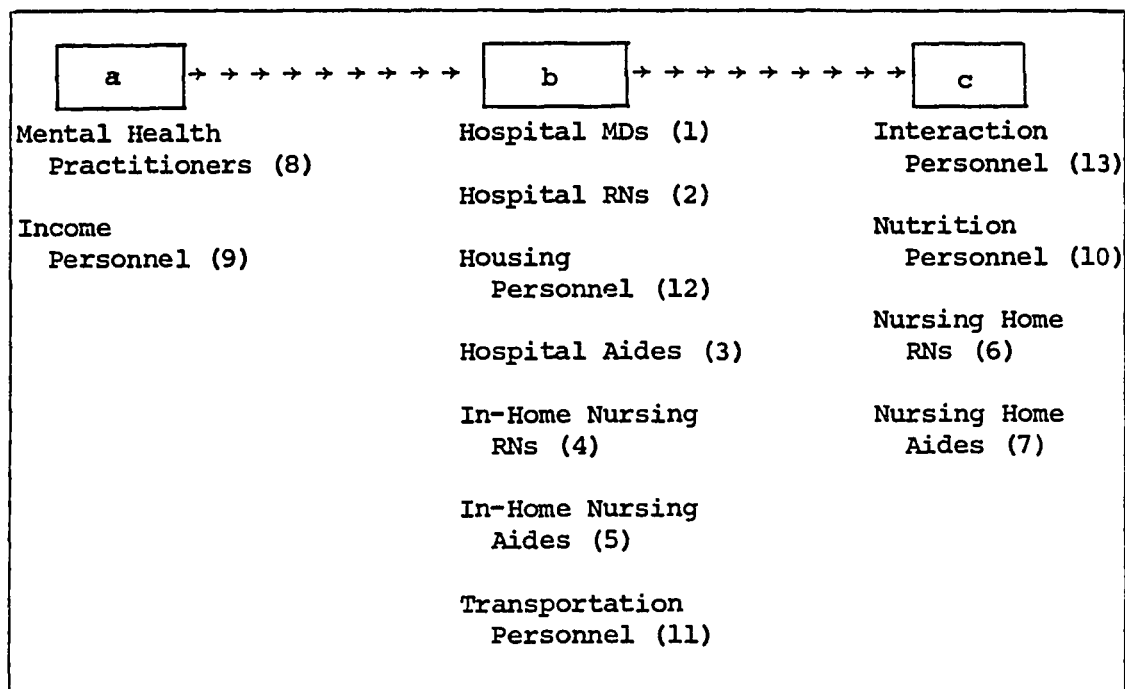 a → → → → → → → → → b → → → → → → → → → c
Mental Health
Practitioners (8)
Income
Personnel (9)
Hospital MDs (1)
Hospital RNs (2)
Housing
Personnel (12)
Hospital Aides (3)
In-Home Nursing
RNs (4)
In-Home Nursing
Aides (5)
Transportation
Personnel (11)
Interaction
Personnel (13)
Nutrition
Personnel (10)
Nursing Home
RNs (6)
Nursing Home
Aides (7)